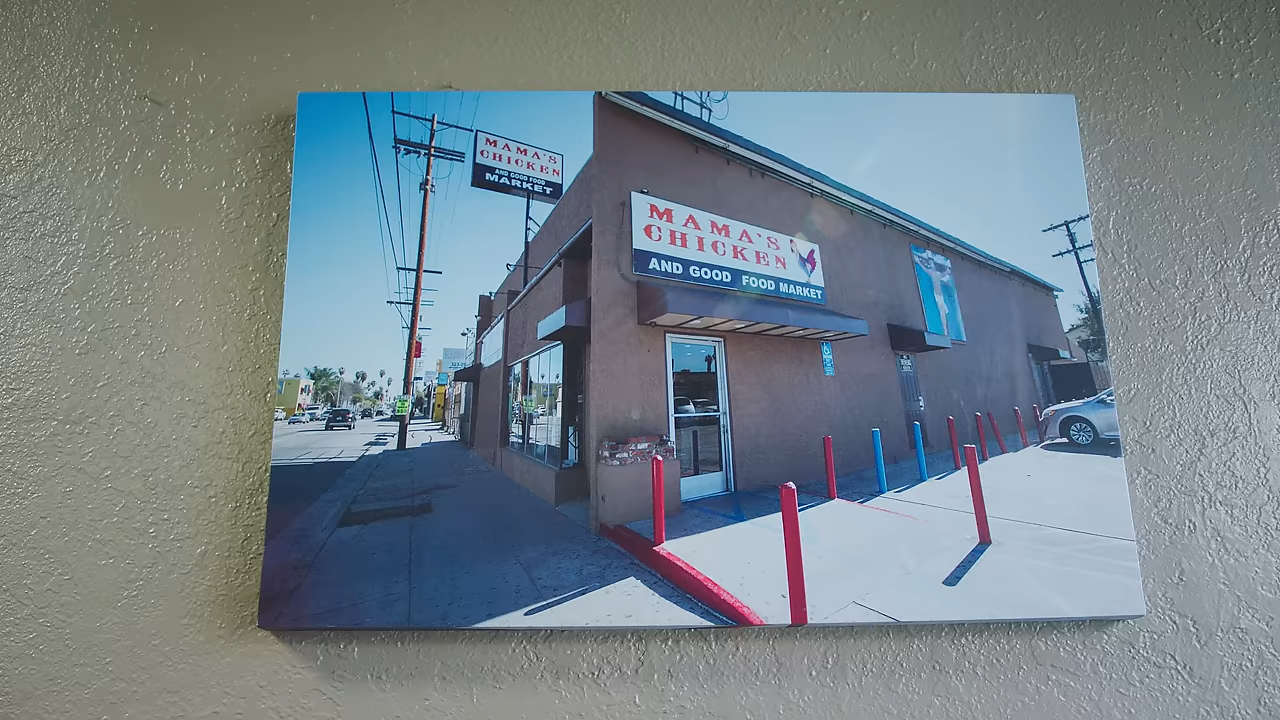 MAMA'S
CHICKEN
AND GOOD FOOD
MARKET
MAMA'S
CHICKEN
AND GOOD FOOD MARKET